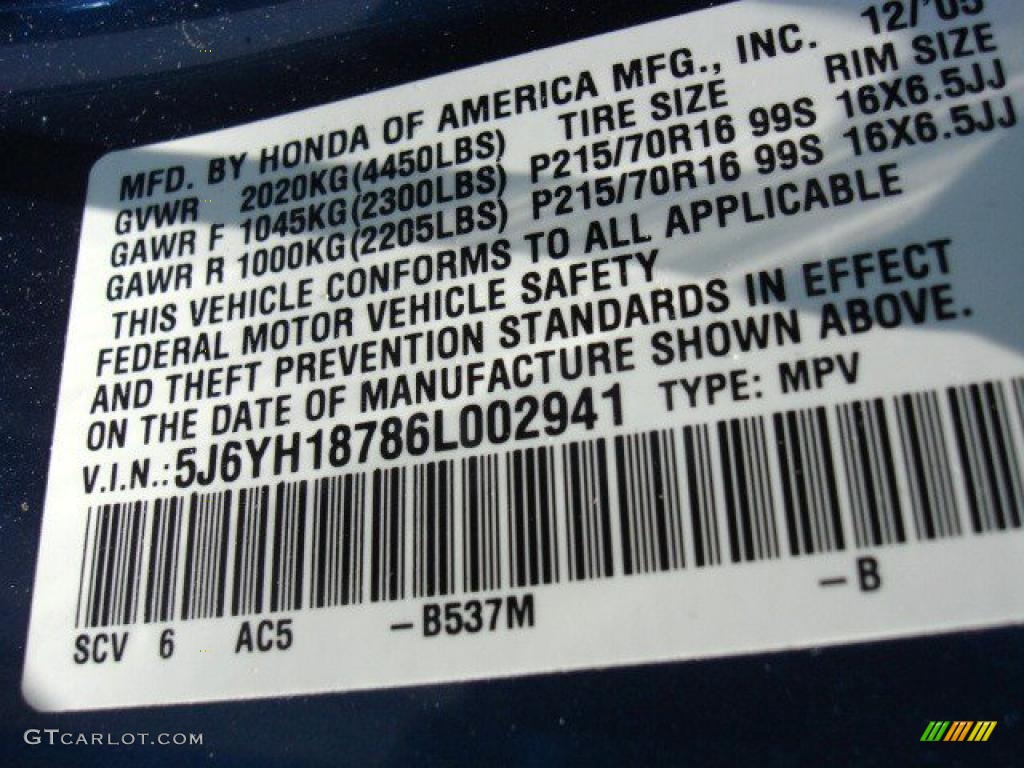 12/'05
MFD. BY HONDA OF AMERICA MFG., INC.
GVWR 2020KG(4450LBS) TIRE SIZE RIM SIZE
GAWR F 1045KG(2300LBS) P215/70R16 99S 16X6.5JJ
GAWR R 1000KG(2205LBS) P215/70R16 99S 16X6.5JJ
THIS VEHICLE CONFORMS TO ALL APPLICABLE
FEDERAL MOTOR VEHICLE SAFETY
AND THEFT PREVENTION STANDARDS IN EFFECT
ON THE DATE OF MANUFACTURE SHOWN ABOVE.
V.I.N.: 5J6YH18786L002941 TYPE: MPV
SCV 6 AC5 -B537M -B
GTCARLOT.COM